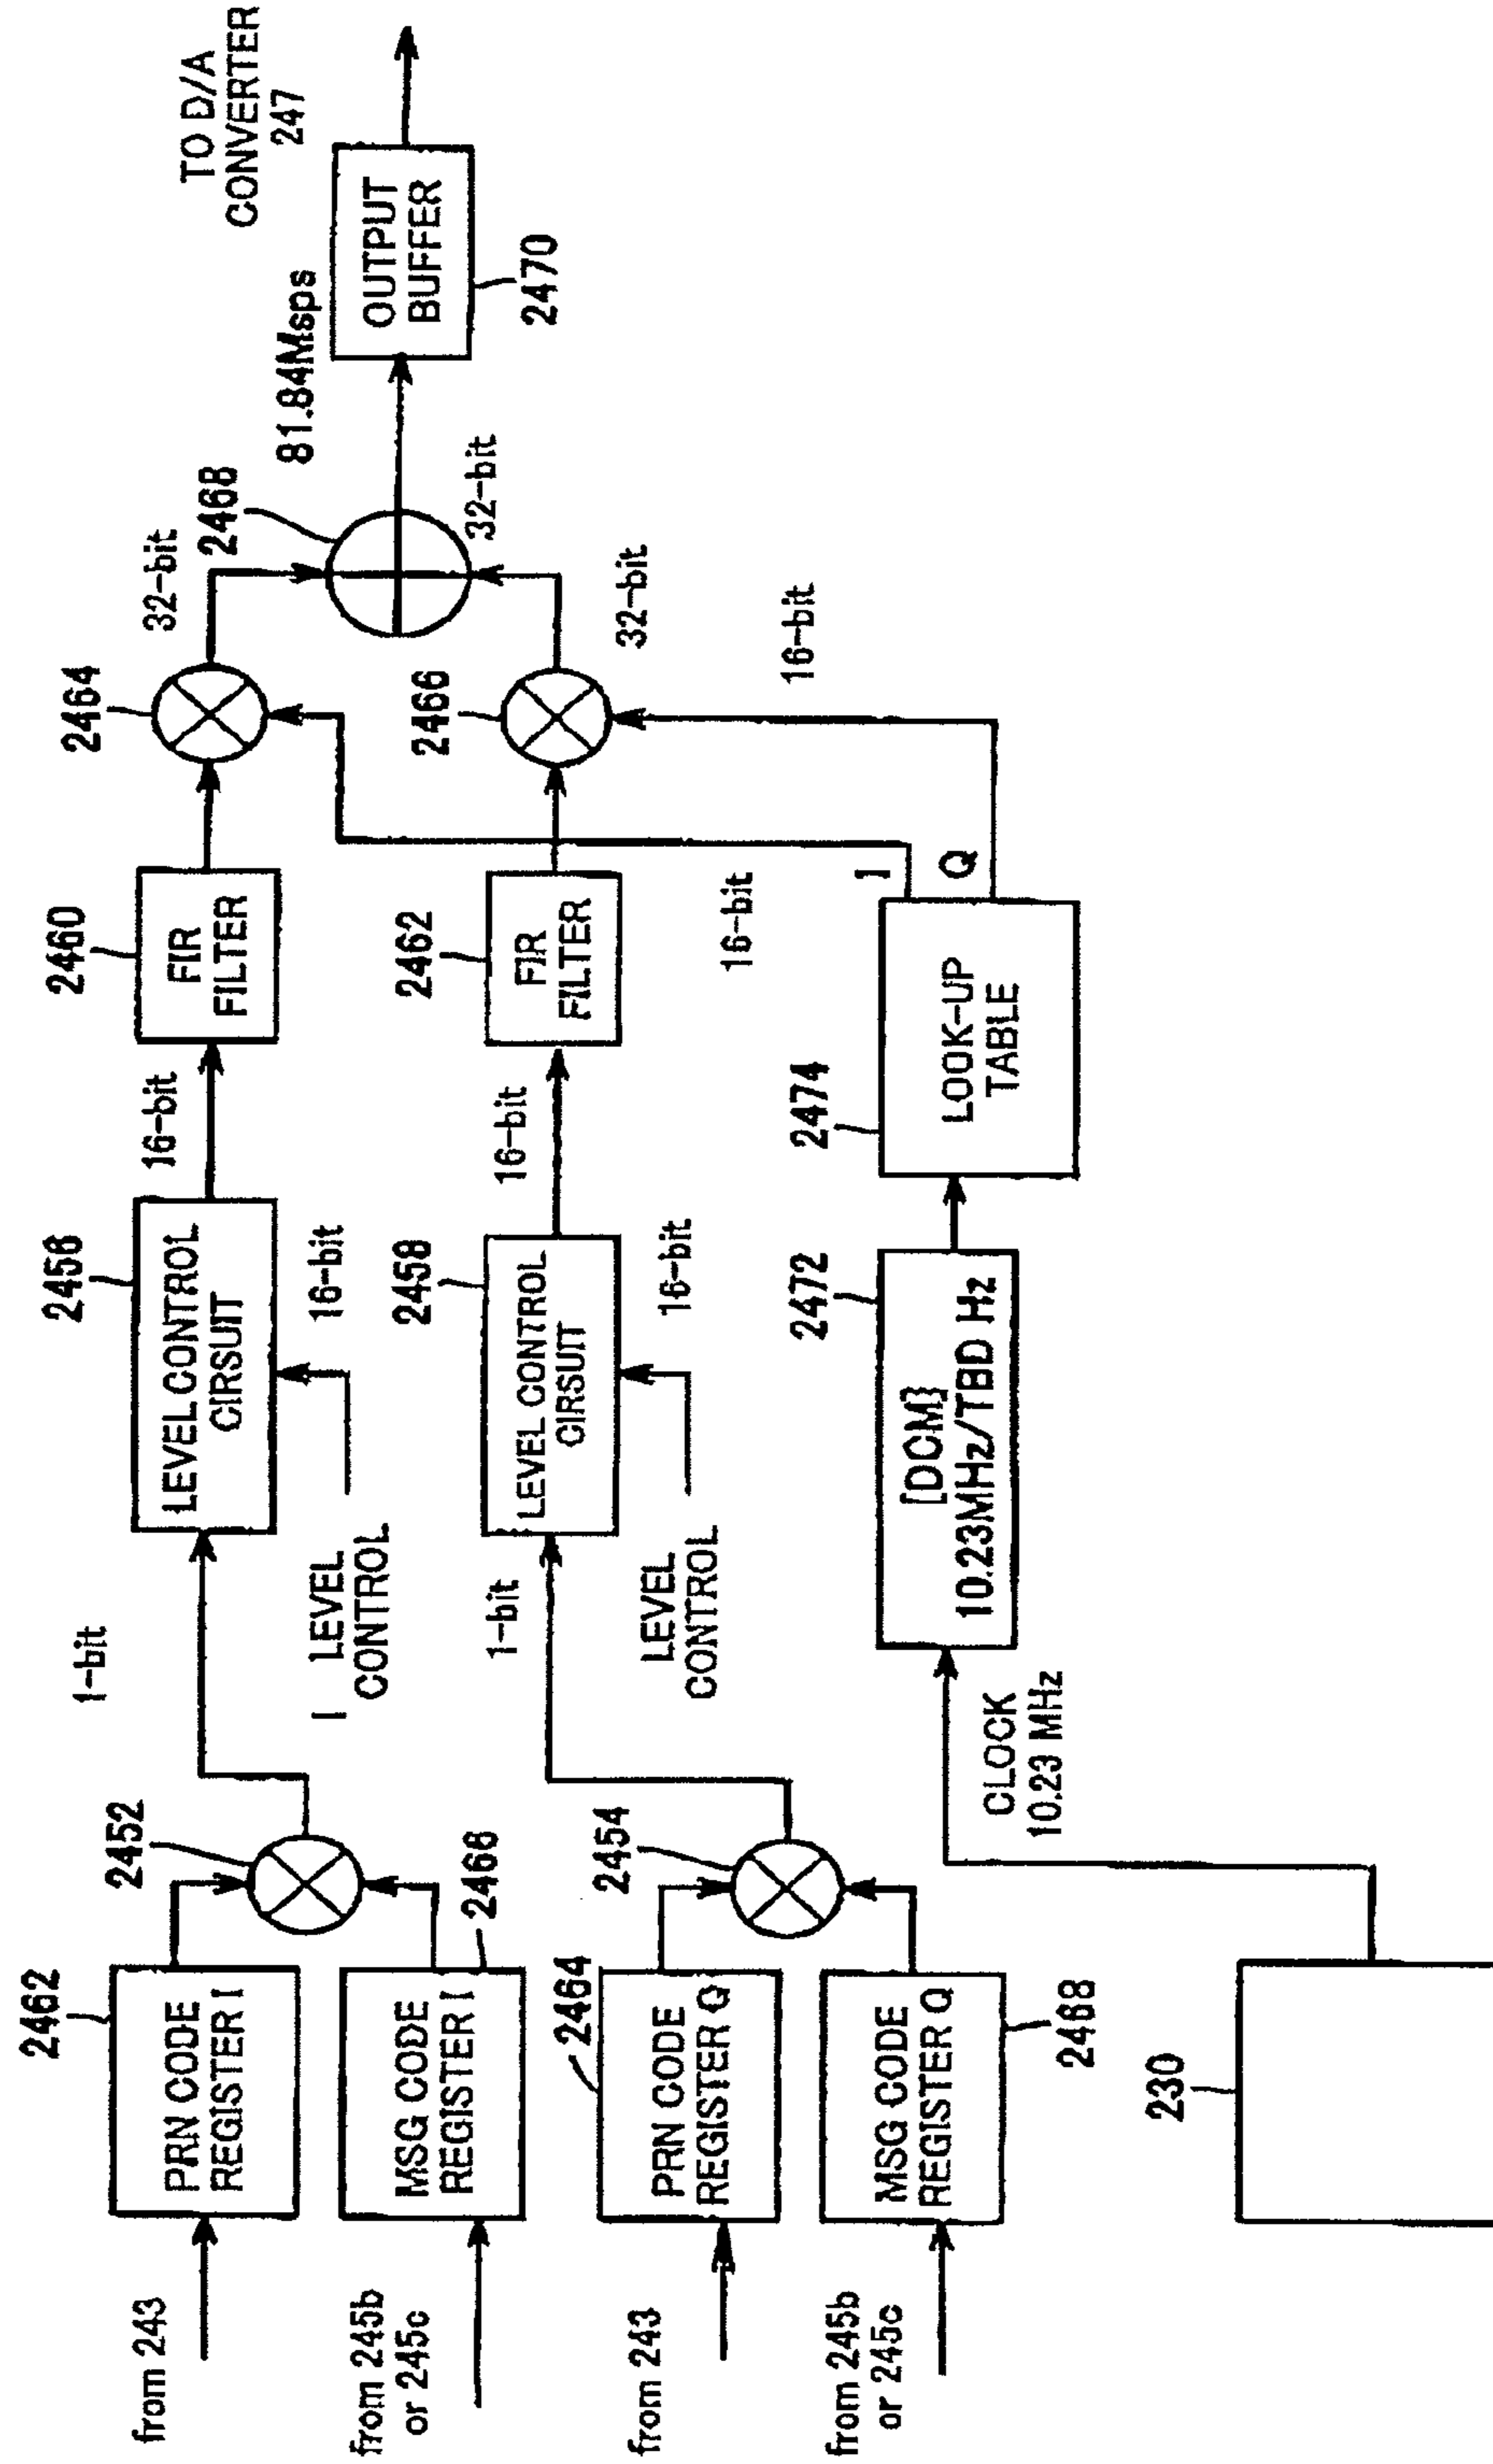 from 243
2462
PRN CODE
REGISTER I
from 245b
or 245c
MSG CODE
REGISTER I
2466
2452
1-bit
2456
LEVEL CONTROL
CIRSUIT
I LEVEL
CONTROL
16-bit
16-bit
2460
FIR
FILTER
2464
32-bit
2468
32-bit
81.84Msps
OUTPUT
BUFFER
2470
TO D/A
CONVERTER
247
from 243
2464
PRN CODE
REGISTER Q
from 245b
or 245c
MSG CODE
REGISTER Q
2468
2454
1-bit
2458
LEVEL CONTROL
CIRSUIT
LEVEL
CONTROL
16-bit
16-bit
2462
FIR
FILTER
2466
32-bit
16-bit
16-bit
230
CLOCK
10.23 MHz
2472
[DCM}
10.23MHz/TBD Hz
2474
LOOK-UP
TABLE
I
Q